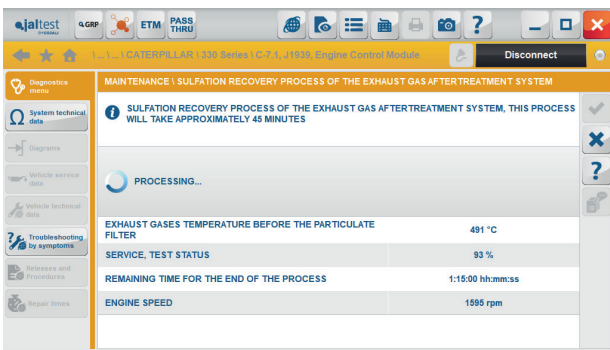 ajaltest
BY COJALI
GRP
ETM
PASS
THRU
?
1...\ ...\ CATERPILLAR \ 330 Series \ C-7.1, J1939, Engine Control Module
Disconnect
Diagnostics
menu
MAINTENANCE \ SULFATION RECOVERY PROCESS OF THE EXHAUST GAS AFTERTREATMENT SYSTEM
System technical
data
SULFATION RECOVERY PROCESS OF THE EXHAUST GAS AFTERTREATMENT SYSTEM, THIS PROCESS
WILL TAKE APPROXIMATELY 45 MINUTES
Diagrams
Vehicle service
data
PROCESSING...
?
Vehicle technical
data
Troubleshooting
by symptoms
EXHAUST GASES TEMPERATURE BEFORE THE PARTICULATE
FILTER
491 °C
SERVICE, TEST STATUS
93 %
Releases and
Procedures
REMAINING TIME FOR THE END OF THE PROCESS
1:15:00 hh:mm:ss
Repair times
ENGINE SPEED
1595 rpm